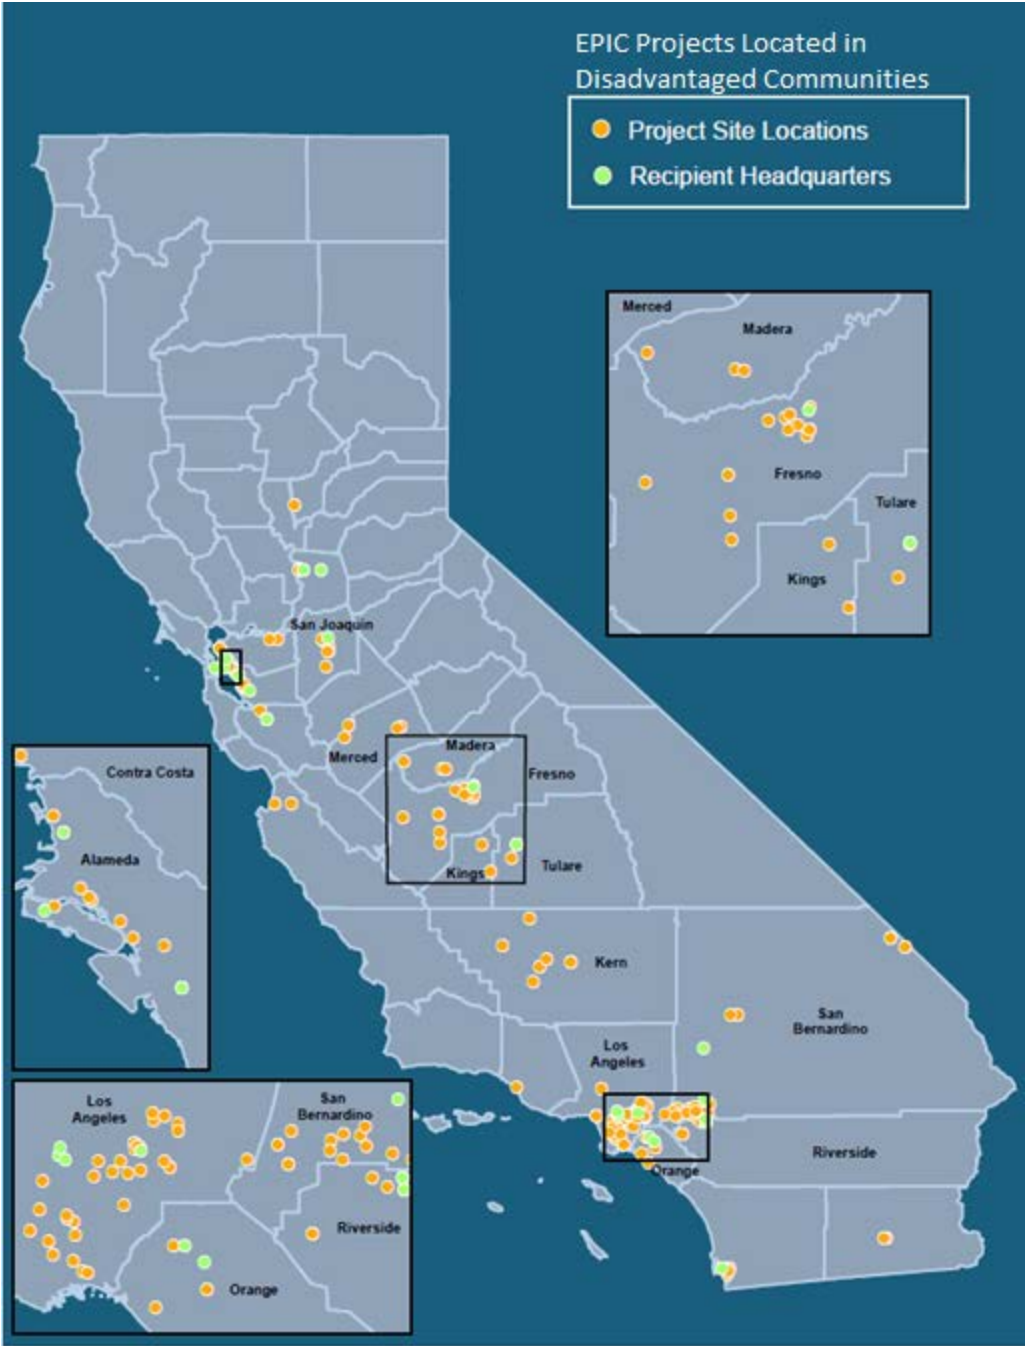 EPIC Projects Located in
Disadvantaged Communities
Project Site Locations
Recipient Headquarters
Merced
Madera
Fresno
Tulare
Kings
San Joaquin
Merced
Madera
Fresno
Kings
Tulare
Contra Costa
Alameda
Kern
San
Bernardino
Los
Angeles
Riverside
Orange
Los
Angeles
San
Bernardino
Riverside
Orange